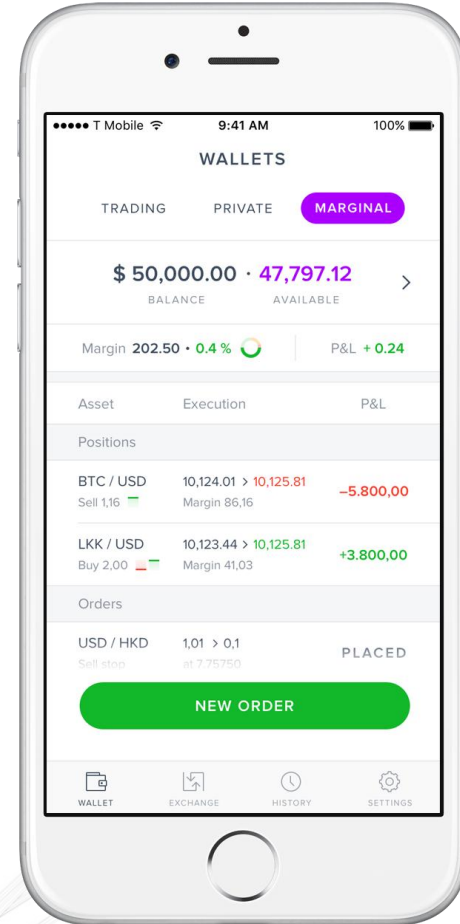 T Mobile 9:41 AM 100%
WALLETS
TRADING PRIVATE MARGINAL
$ 50,000.00 · 47,797.12 >
BALANCE AVAILABLE
Margin 202.50 • 0.4 % P&L + 0.24
Asset Execution P&L
Positions
BTC / USD 10,124.01 > 10,125.81 –5.800,00
Sell 1,16 Margin 86,16
LKK / USD 10,123.44 > 10,125.81 +3.800,00
Buy 2,00 Margin 41,03
Orders
USD / HKD 1,01 > 0,1 PLACED
Sell stop at 7.75750
NEW ORDER
WALLET EXCHANGE HISTORY SETTINGS